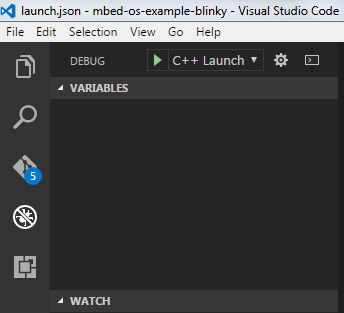 launch.json - mbed-os-example-blinky - Visual Studio Code
File Edit Selection View Go Help
DEBUG C++ Launch
VARIABLES
5
WATCH